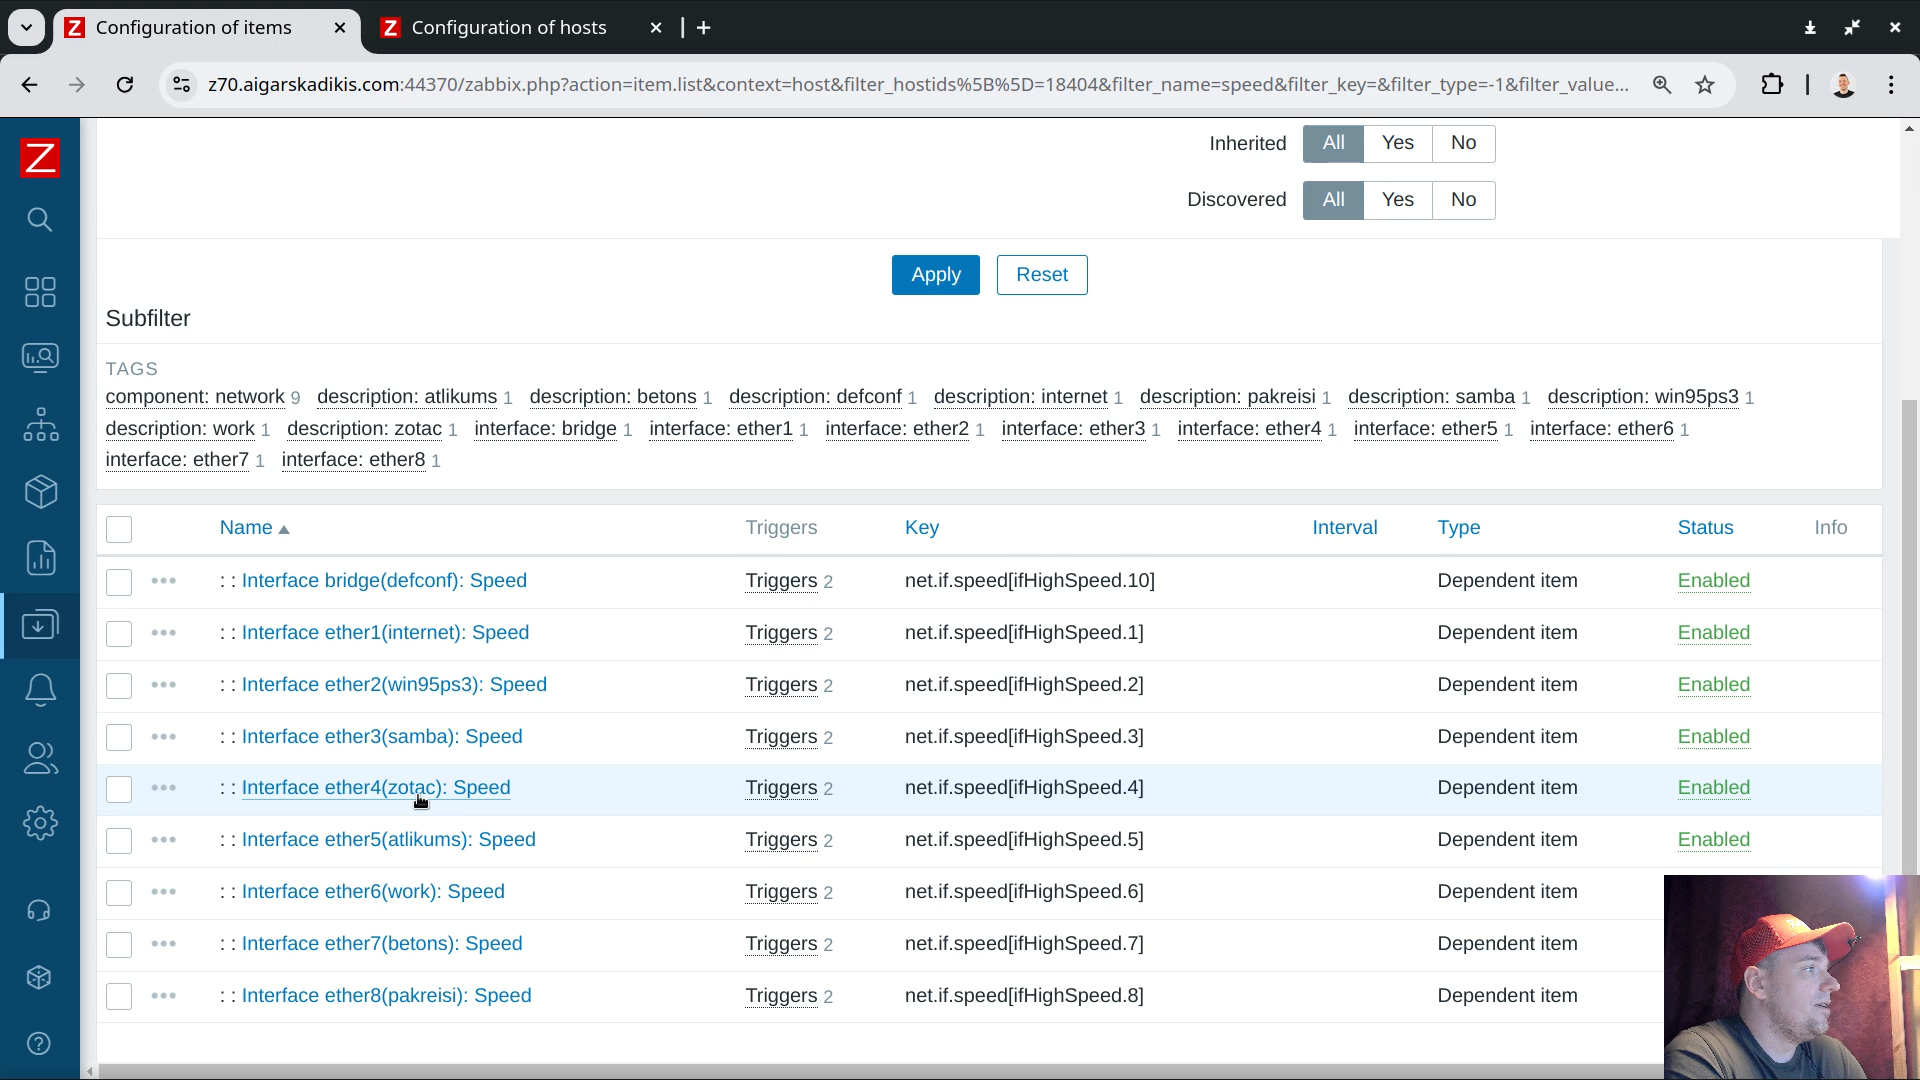 Configuration of items
Configuration of hosts
z70.aigarskadikis.com:44370/zabbix.php?action=item.list&context=host&filter_hostids%5B%5D=18404&filter_name=speed&filter_key=&filter_type=-1&filter_value...
Z
Inherited All Yes No
Discovered All Yes No
Apply Reset
Subfilter
TAGS
component: network 9 description: atlikums 1 description: betons 1 description: defconf 1 description: internet 1 description: pakreisi 1 description: samba 1 description: win95ps3 1
description: work 1 description: zotac 1 interface: bridge 1 interface: ether1 1 interface: ether2 1 interface: ether3 1 interface: ether4 1 interface: ether5 1 interface: ether6 1
interface: ether7 1 interface: ether8 1
Name Triggers Key Interval Type Status Info
: : Interface bridge(defconf): Speed Triggers 2 net.if.speed[ifHighSpeed.10] Dependent item Enabled
: : Interface ether1(internet): Speed Triggers 2 net.if.speed[ifHighSpeed.1] Dependent item Enabled
: : Interface ether2(win95ps3): Speed Triggers 2 net.if.speed[ifHighSpeed.2] Dependent item Enabled
: : Interface ether3(samba): Speed Triggers 2 net.if.speed[ifHighSpeed.3] Dependent item Enabled
: : Interface ether4(zotac): Speed Triggers 2 net.if.speed[ifHighSpeed.4] Dependent item Enabled
: : Interface ether5(atlikums): Speed Triggers 2 net.if.speed[ifHighSpeed.5] Dependent item Enabled
: : Interface ether6(work): Speed Triggers 2 net.if.speed[ifHighSpeed.6] Dependent item
: : Interface ether7(betons): Speed Triggers 2 net.if.speed[ifHighSpeed.7] Dependent item
: : Interface ether8(pakreisi): Speed Triggers 2 net.if.speed[ifHighSpeed.8] Dependent item